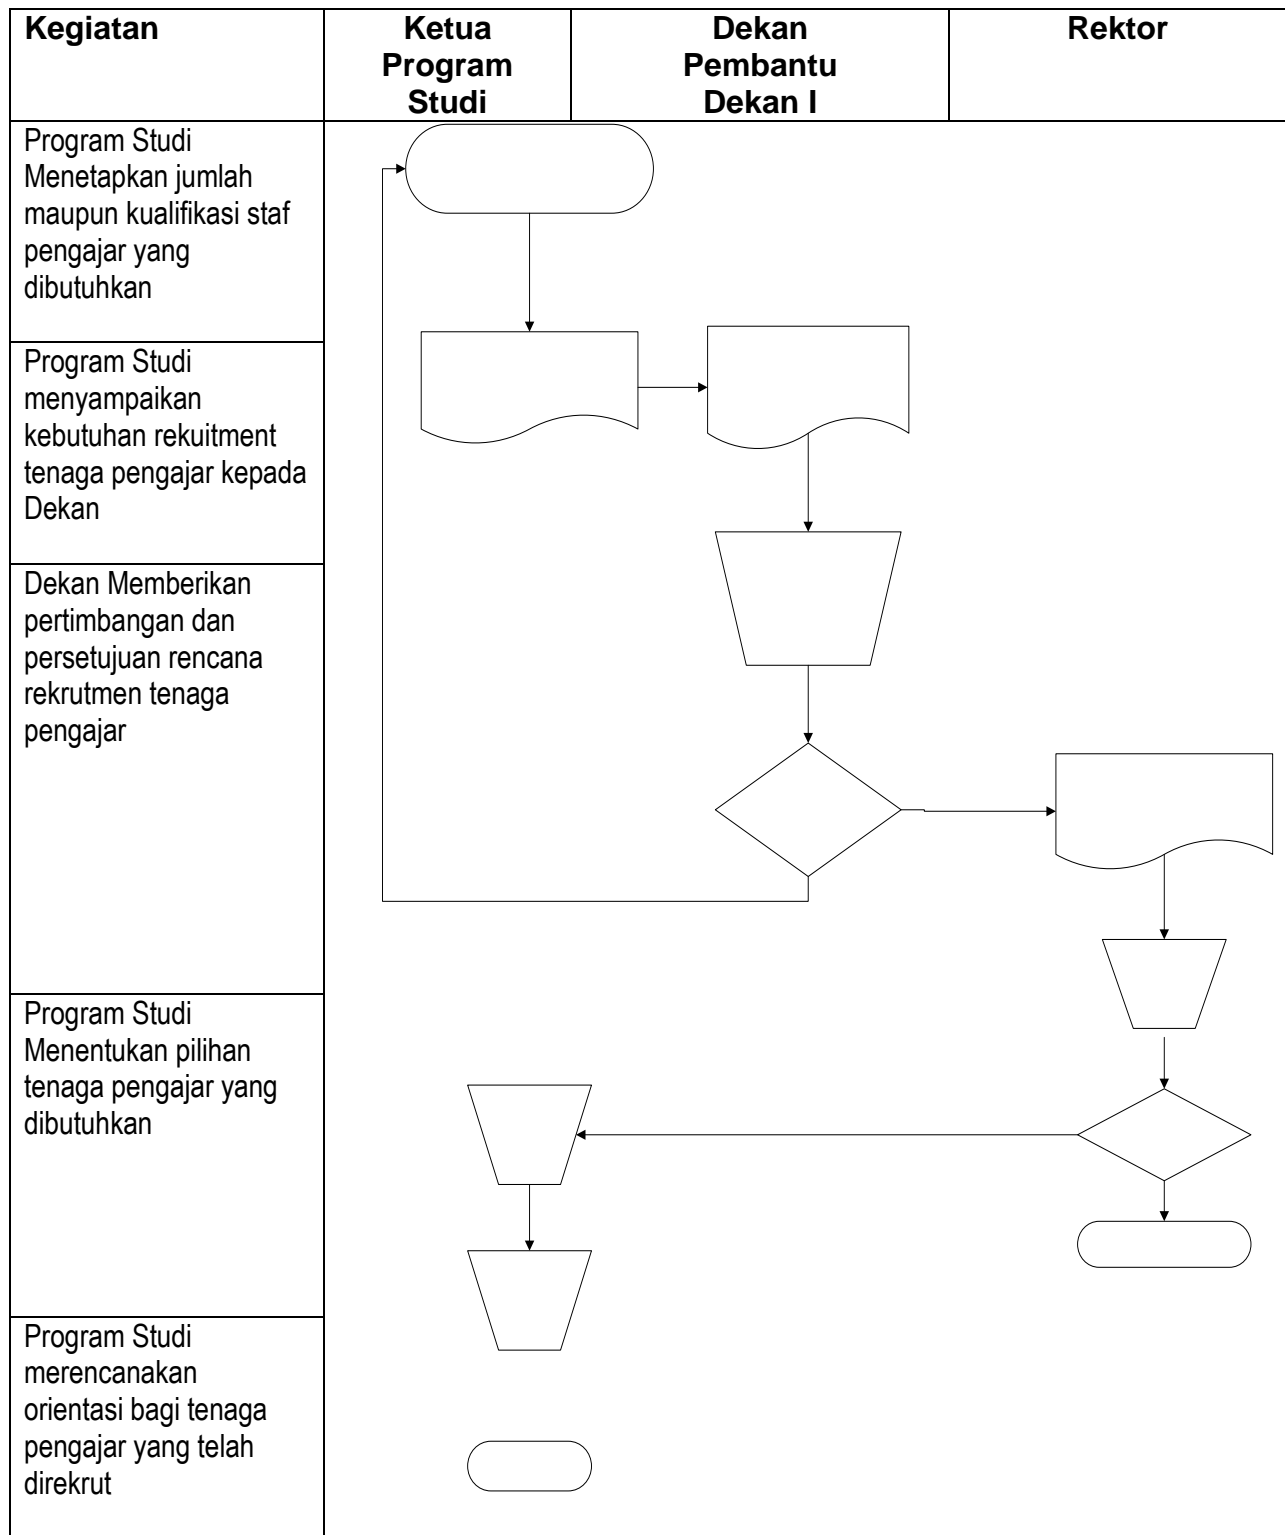 Kegiatan
Ketua
Program
Studi
Dekan
Pembantu
Dekan I
Rektor
Program Studi
Menetapkan jumlah
maupun kualifikasi staf
pengajar yang
dibutuhkan
Program Studi
menyampaikan
kebutuhan rekuitment
tenaga pengajar kepada
Dekan
Dekan Memberikan
pertimbangan dan
persetujuan rencana
rekrutmen tenaga
pengajar
Program Studi
Menentukan pilihan
tenaga pengajar yang
dibutuhkan
Program Studi
merencanakan
orientasi bagi tenaga
pengajar yang telah
direkrut